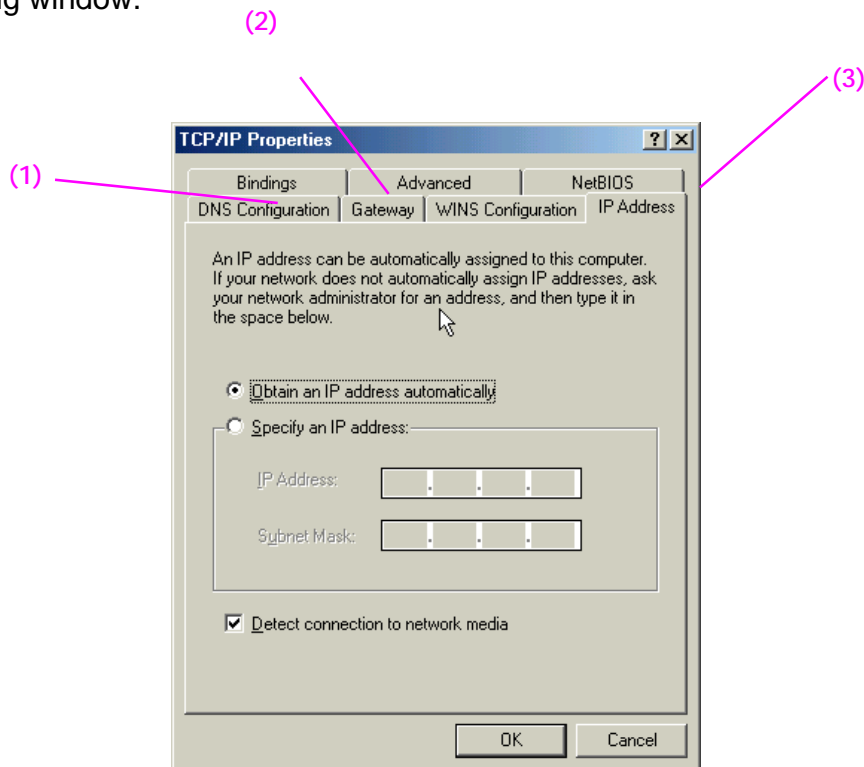 g window.
(2)
(3)
TCP/IP Properties
(1)
Bindings Advanced NetBIOS
DNS Configuration Gateway WINS Configuration IP Address
An IP address can be automatically assigned to this computer.
If your network does not automatically assign IP addresses, ask
your network administrator for an address, and then type it in
the space below.
Obtain an IP address automatically
Specify an IP address:
IP Address:
Subnet Mask:
Detect connection to network media
OK Cancel